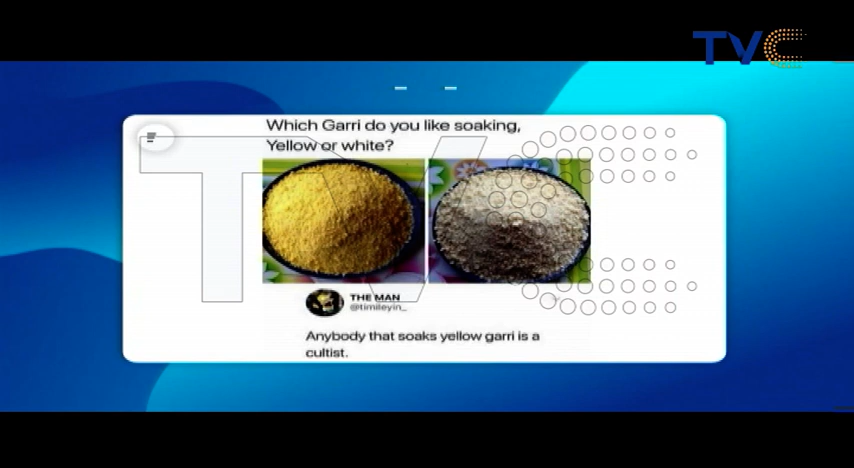 TVC
Which Garri do you like soaking,
Yellow or white?
THE MAN
@timileyin_
Anybody that soaks yellow garri is a
cultist.